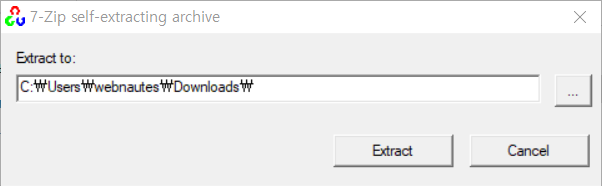 7-Zip self-extracting archive
Extract to:
C:₩Users₩webnautes₩Downloads₩
...
Extract
Cancel